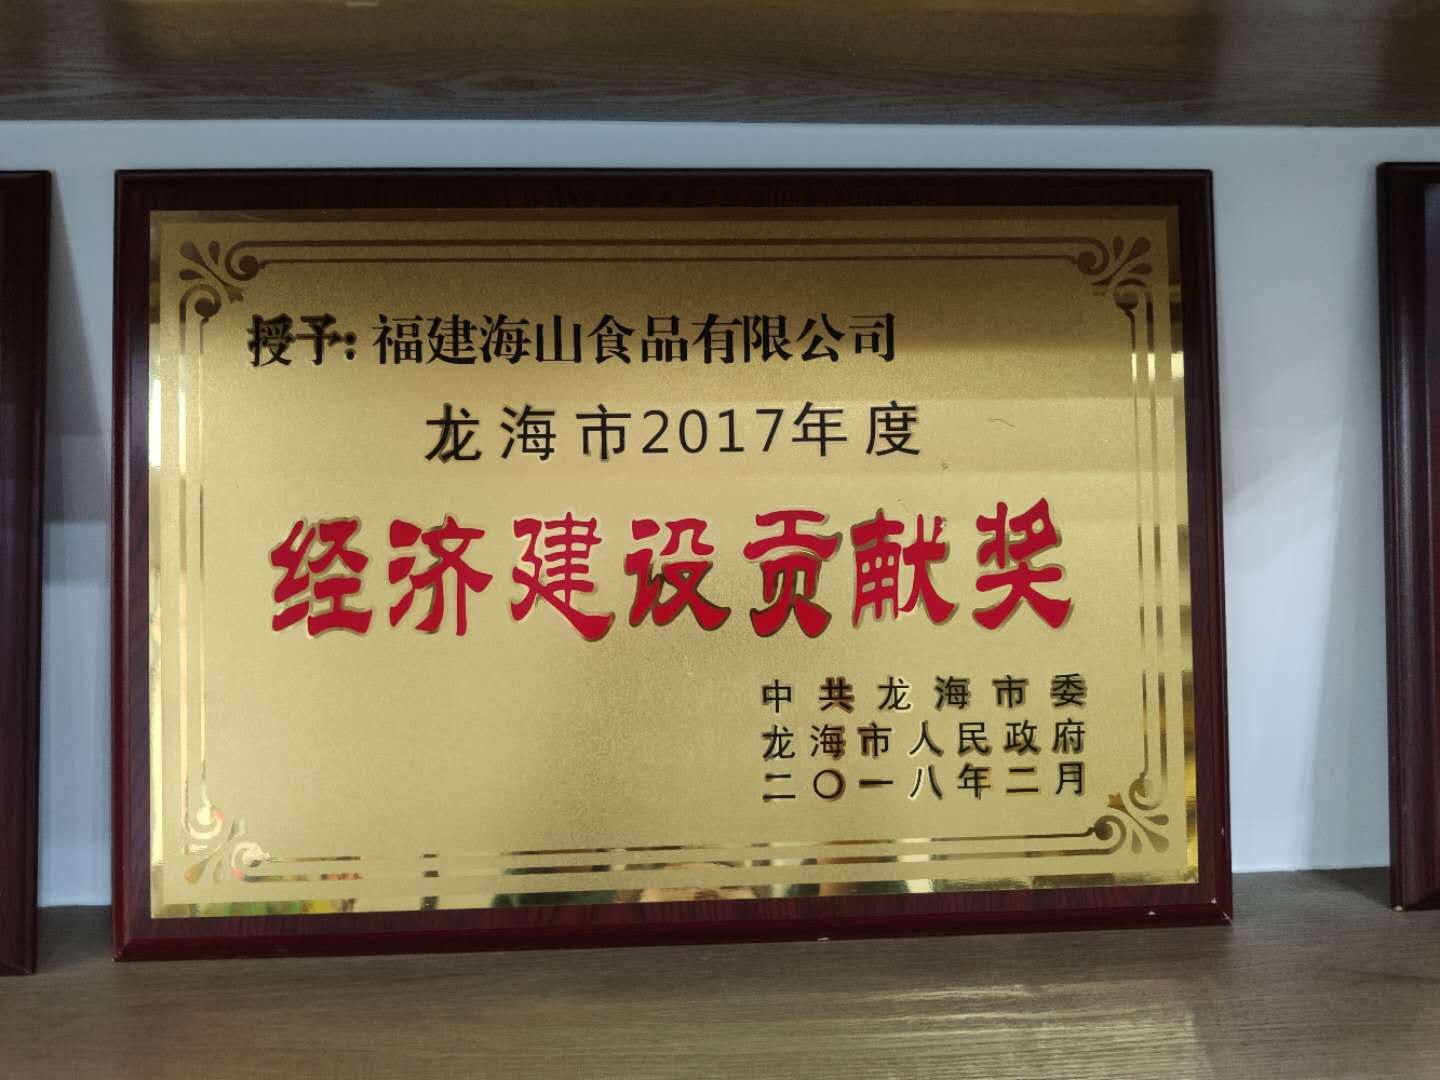 授予:福建海山食品有限公司
龙海市2017年度
经济建设贡献奖
中共龙海市委
龙海市人民政府
二〇一八年二月